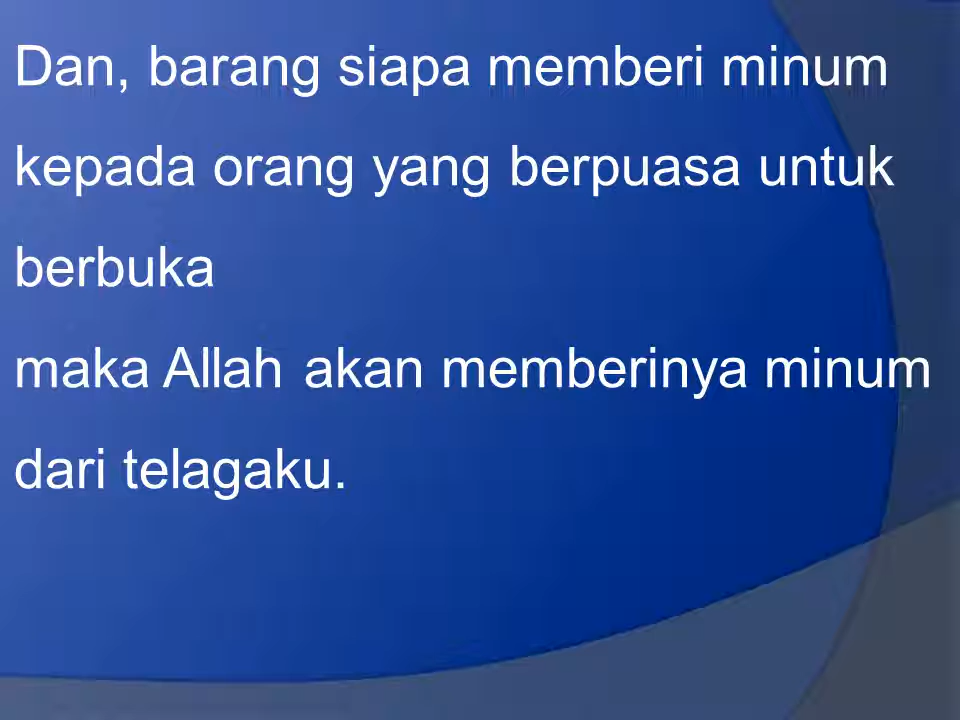 Dan, barang siapa memberi minum
kepada orang yang berpuasa untuk
berbuka
maka Allah akan memberinya minum
dari telagaku.